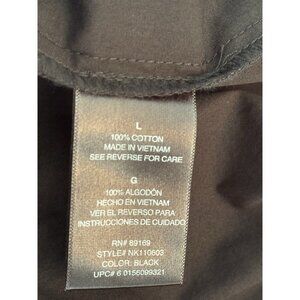 L
100% COTTON
MADE IN VIETNAM
SEE REVERSE FOR CARE
G
100% ALGODÓN
HECHO EN VIETNAM
VER EL REVERSO PARA
INSTRUCCIONES DE CUIDADO
RN# 69169
STYLE# NK110603
COLOR: BLACK
UPC# 6 0156099321